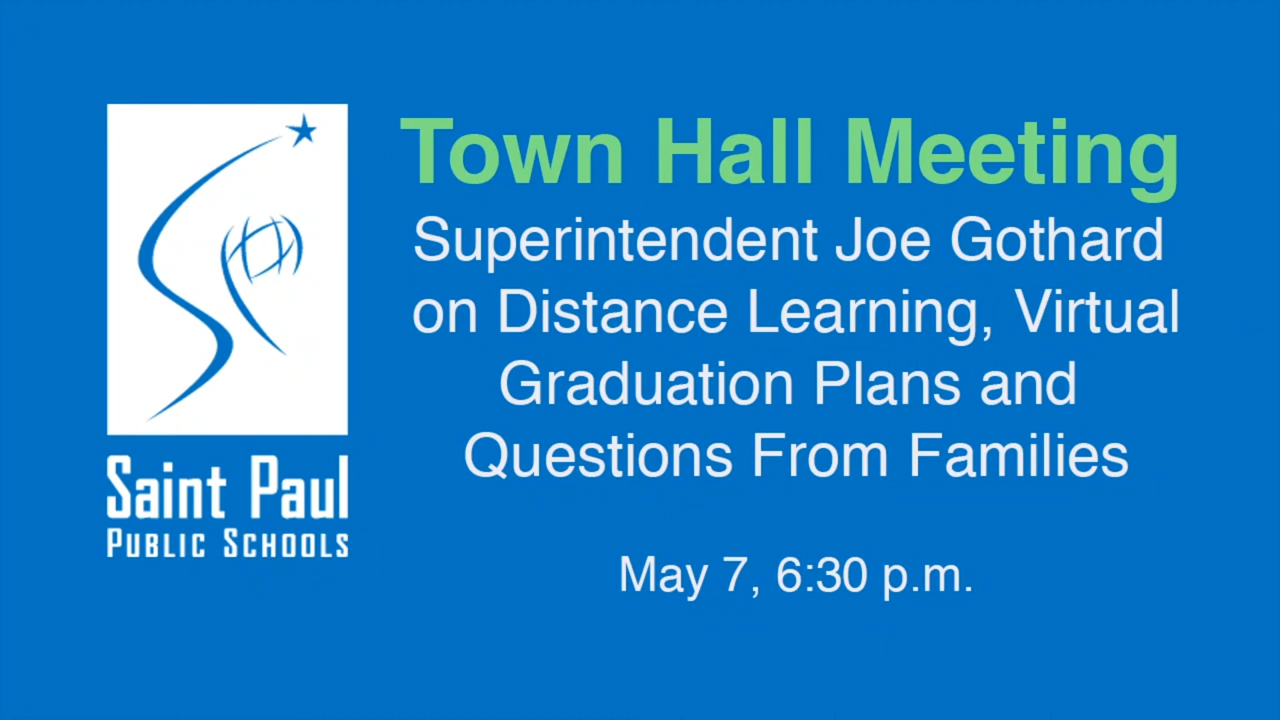 Town Hall Meeting
Superintendent Joe Gothard
on Distance Learning, Virtual
Graduation Plans and
Questions From Families
May 7, 6:30 p.m.
Saint Paul
PUBLIC SCHOOLS